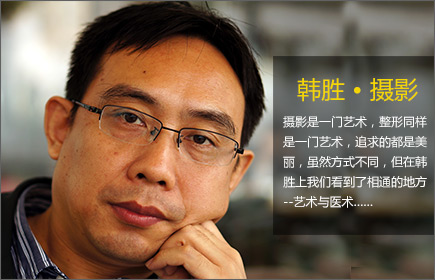 韩胜·摄影
摄影是一门艺术，整形同样
是一门艺术，追求的都是美
丽，虽然方式不同，但在韩
胜上我们看到了相通的地方
--艺术与医术......